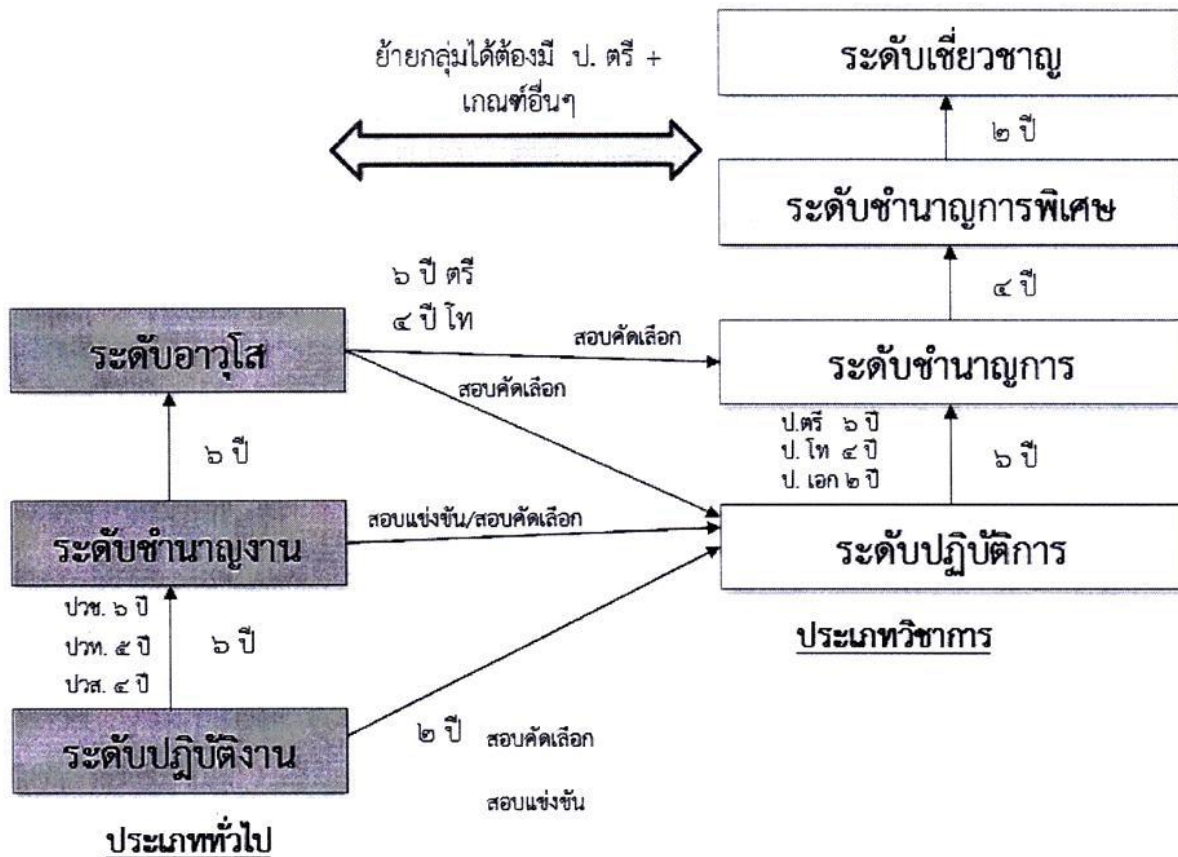 ย้ายกลุ่มได้ต้องมี ป. ตรี +
เกณฑ์อื่นๆ
ระดับเชี่ยวชาญ
๒ ปี
ระดับชำนาญการพิเศษ
๔ ปี
๖ ปี ตรี
๔ ปี โท
ระดับอาวุโส
สอบคัดเลือก
สอบคัดเลือก
ระดับชำนาญการ
ป.ตรี ๖ ปี
ป. โท ๔ ปี
ป. เอก ๒ ปี
๖ ปี
๖ ปี
ระดับชำนาญงาน
สอบแข่งขัน/สอบคัดเลือก
ระดับปฏิบัติการ
ประเภทวิชาการ
ปวช. ๖ ปี
ปวท. ๕ ปี
ปวส. ๔ ปี
๖ ปี
ระดับปฏิบัติงาน
๒ ปี สอบคัดเลือก
สอบแข่งขัน
ประเภททั่วไป